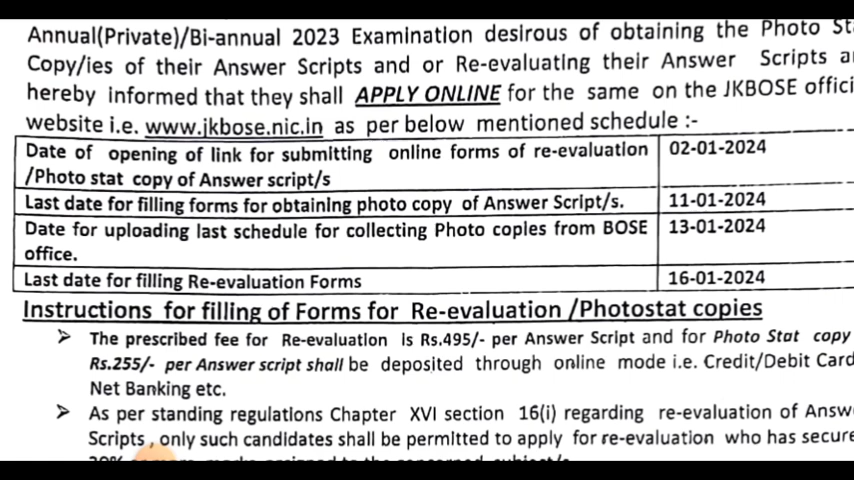 Annual(Private)/Bi-annual 2023 Examination desirous of obtaining the Photo
Copy/ies of their Answer Scripts and or Re-evaluating their Answer Scripts
hereby informed that they shall APPLY ONLINE for the same on the JKBOSE
website i.e. www.jkbose.nic.in as per below mentioned schedule :-
Date of opening of link for submitting online forms of re-evaluation 02-01-2024
/Photo stat copy of Answer script/s
Last date for filling forms for obtaining photo copy of Answer Script/s. 11-01-2024
Date for uploading last schedule for collecting Photo copies from BOSE 13-01-2024
office.
Last date for filling Re-evaluation Forms 16-01-2024
Instructions for filling of Forms for Re-evaluation /Photostat copies
➢ The prescribed fee for Re-evaluation is Rs.495/- per Answer Script and for Photo Stat copy
Rs.255/- per Answer script shall be deposited through online mode i.e. Credit/Debit Card
Net Banking etc.
➢ As per standing regulations Chapter XVI section 16(i) regarding re-evaluation of
Scripts , only such candidates shall be permitted to apply for re-evaluation who has